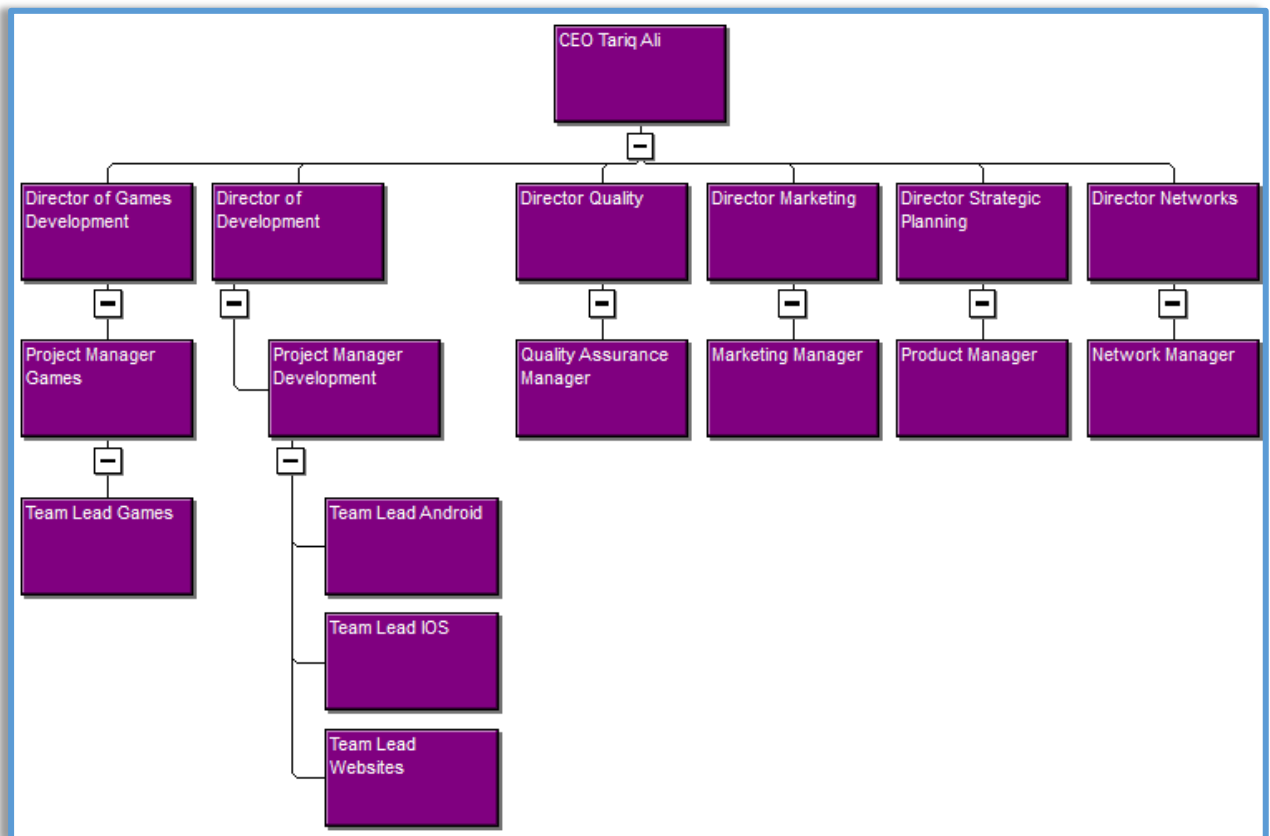 CEO Tariq Ali
Director of Games
Development
Director of
Development
Director Quality
Director Marketing
Director Strategic
Planning
Director Networks
Project Manager
Games
Project Manager
Development
Quality Assurance
Manager
Marketing Manager
Product Manager
Network Manager
Team Lead Games
Team Lead Android
Team Lead IOS
Team Lead
Websites